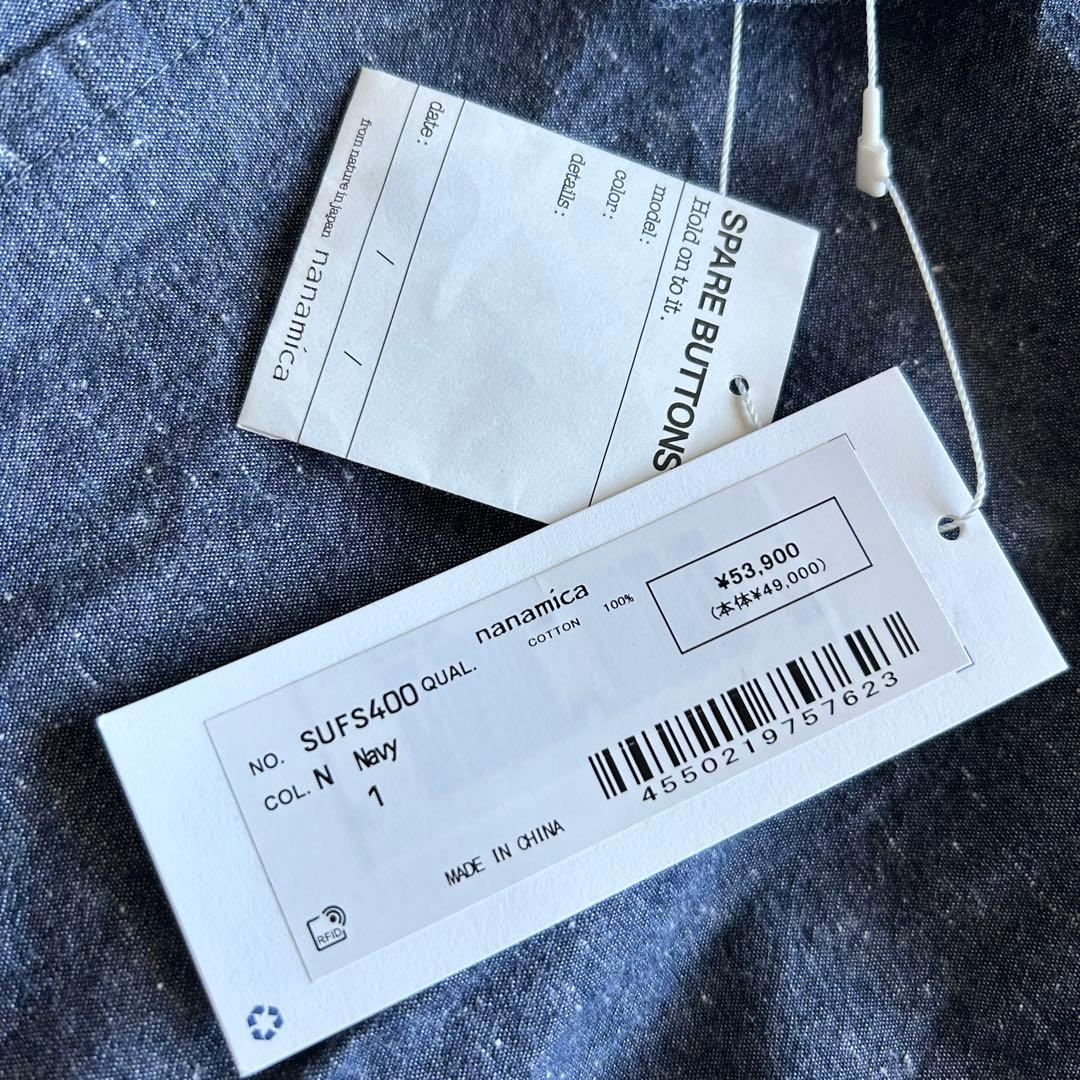 SPARE BUTTONS
Hold on to it.
model:
color:
details:
date:
/ /
from nature in japan nanamica
nanamica
COTTON 100%
¥53,900
(本体¥49,000)
NO. SUFS400 QUAL.
COL. N Navy
1
4550219757623
MADE IN CHINA
RFID